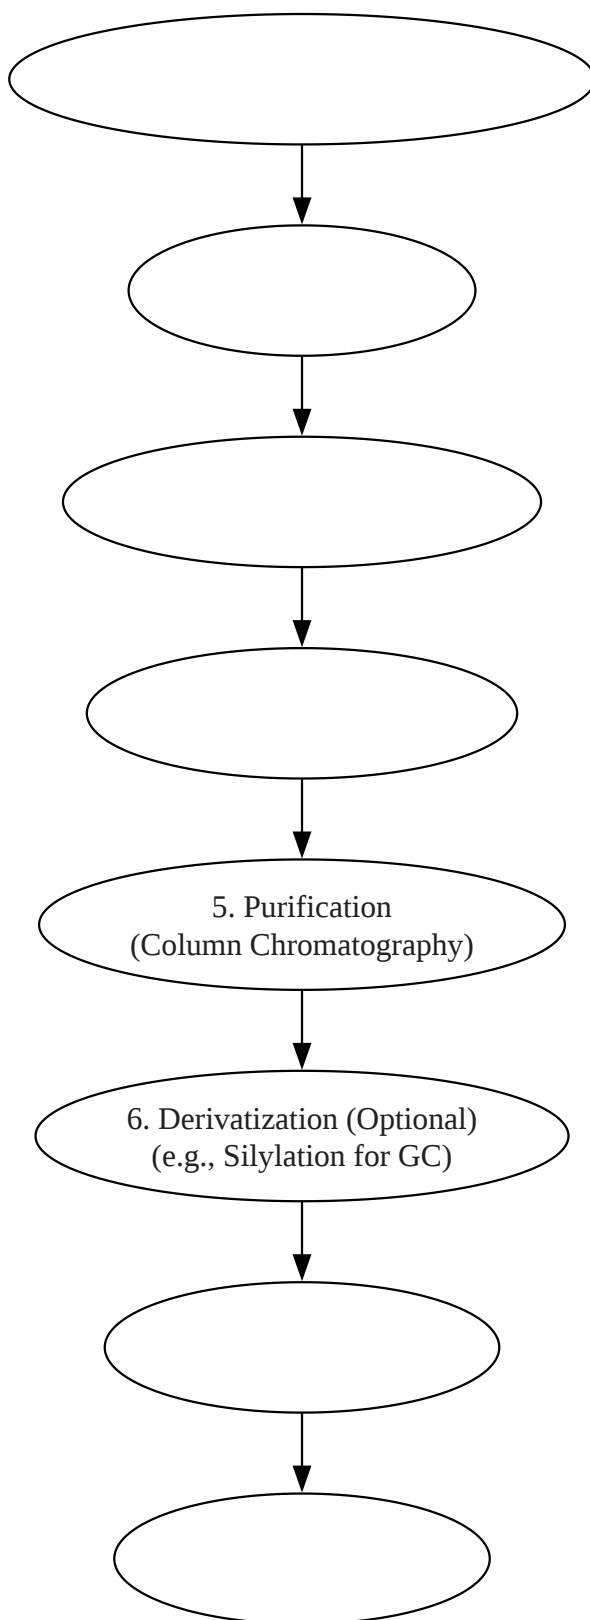 5. Purification
(Column Chromatography)
6. Derivatization (Optional)
(e.g., Silylation for GC)